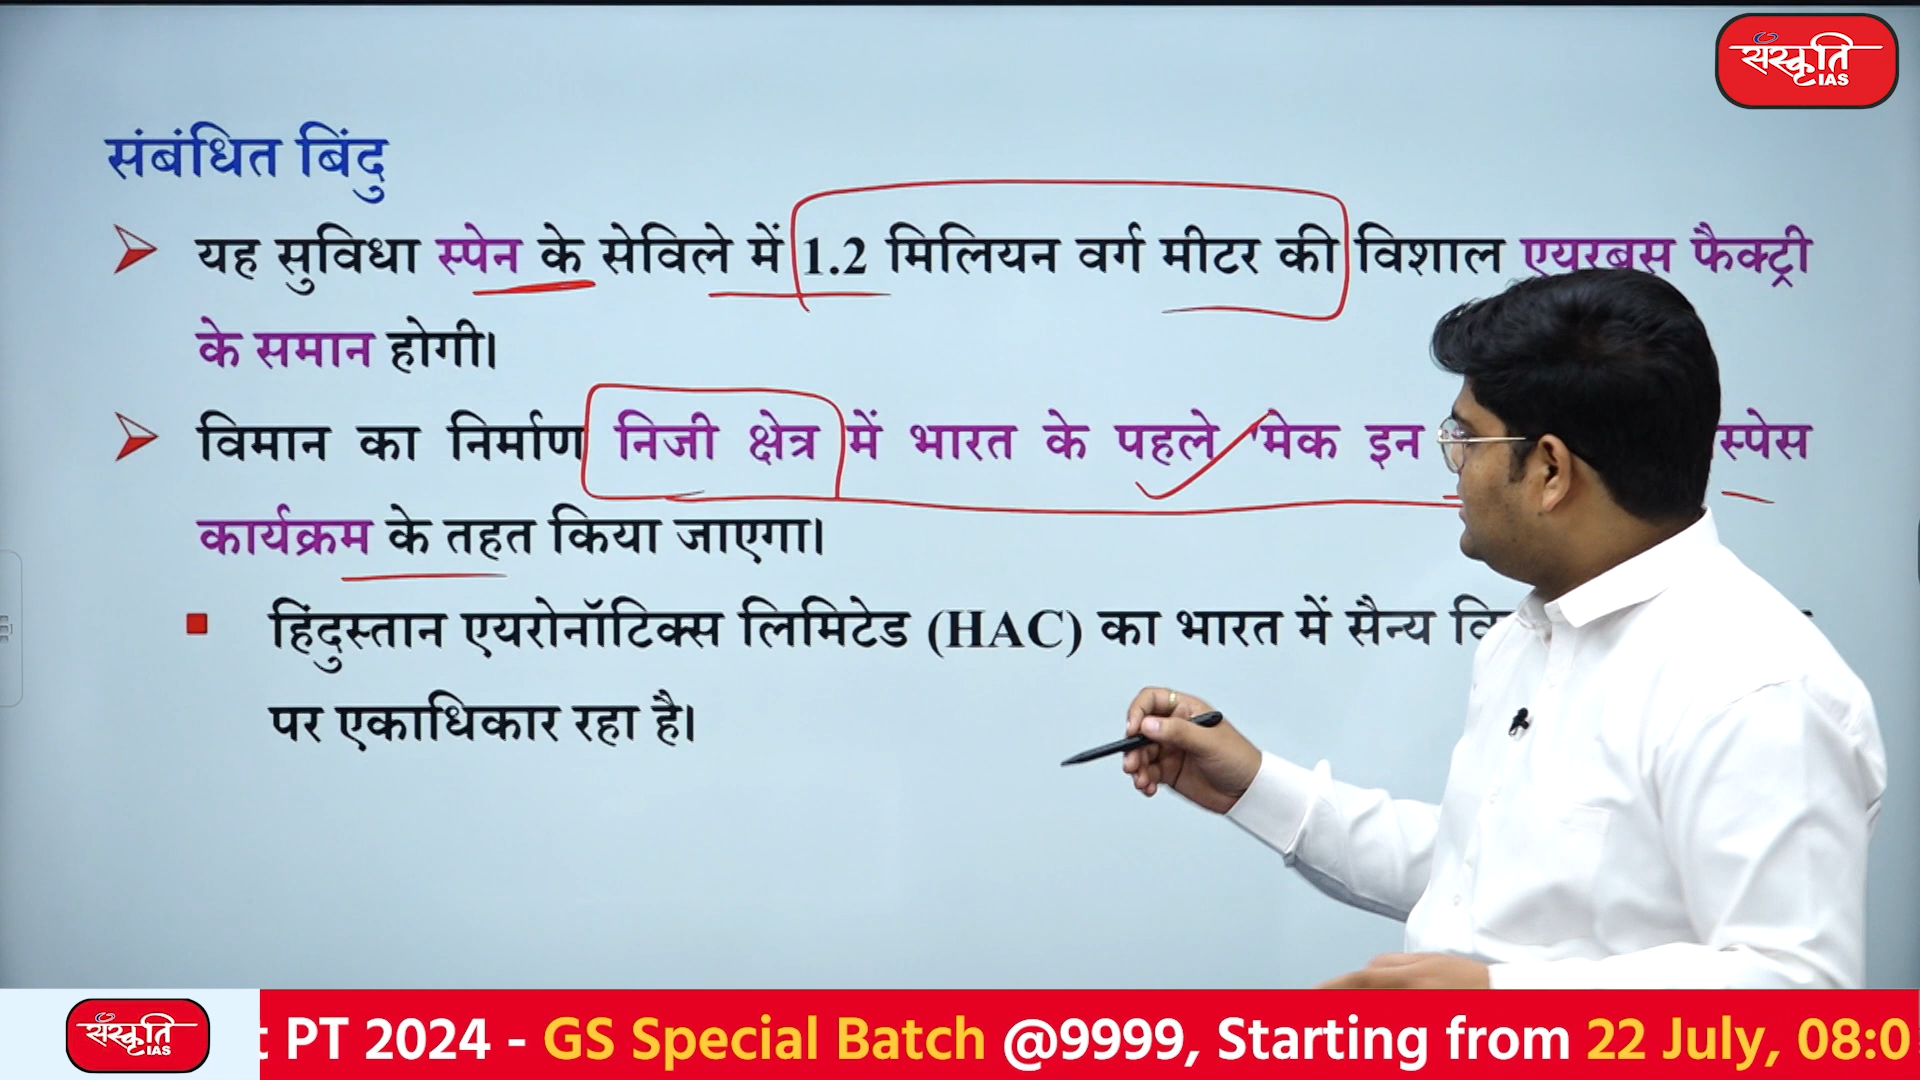 संस्कृति
IAS
संबंधित बिंदु
यह सुविधा स्पेन के सेविले में 1.2 मिलियन वर्ग मीटर की विशाल एयरबस फैक्ट्री
के समान होगी।
विमान का निर्माण निजी क्षेत्र में भारत के पहले 'मेक इन स्पेस
कार्यक्रम के तहत किया जाएगा।
हिंदुस्तान एयरोनॉटिक्स लिमिटेड (HAC) का भारत में सैन्य
पर एकाधिकार रहा है।
संस्कृति
IAS
t PT 2024 - GS Special Batch @9999, Starting from 22 July, 08:0